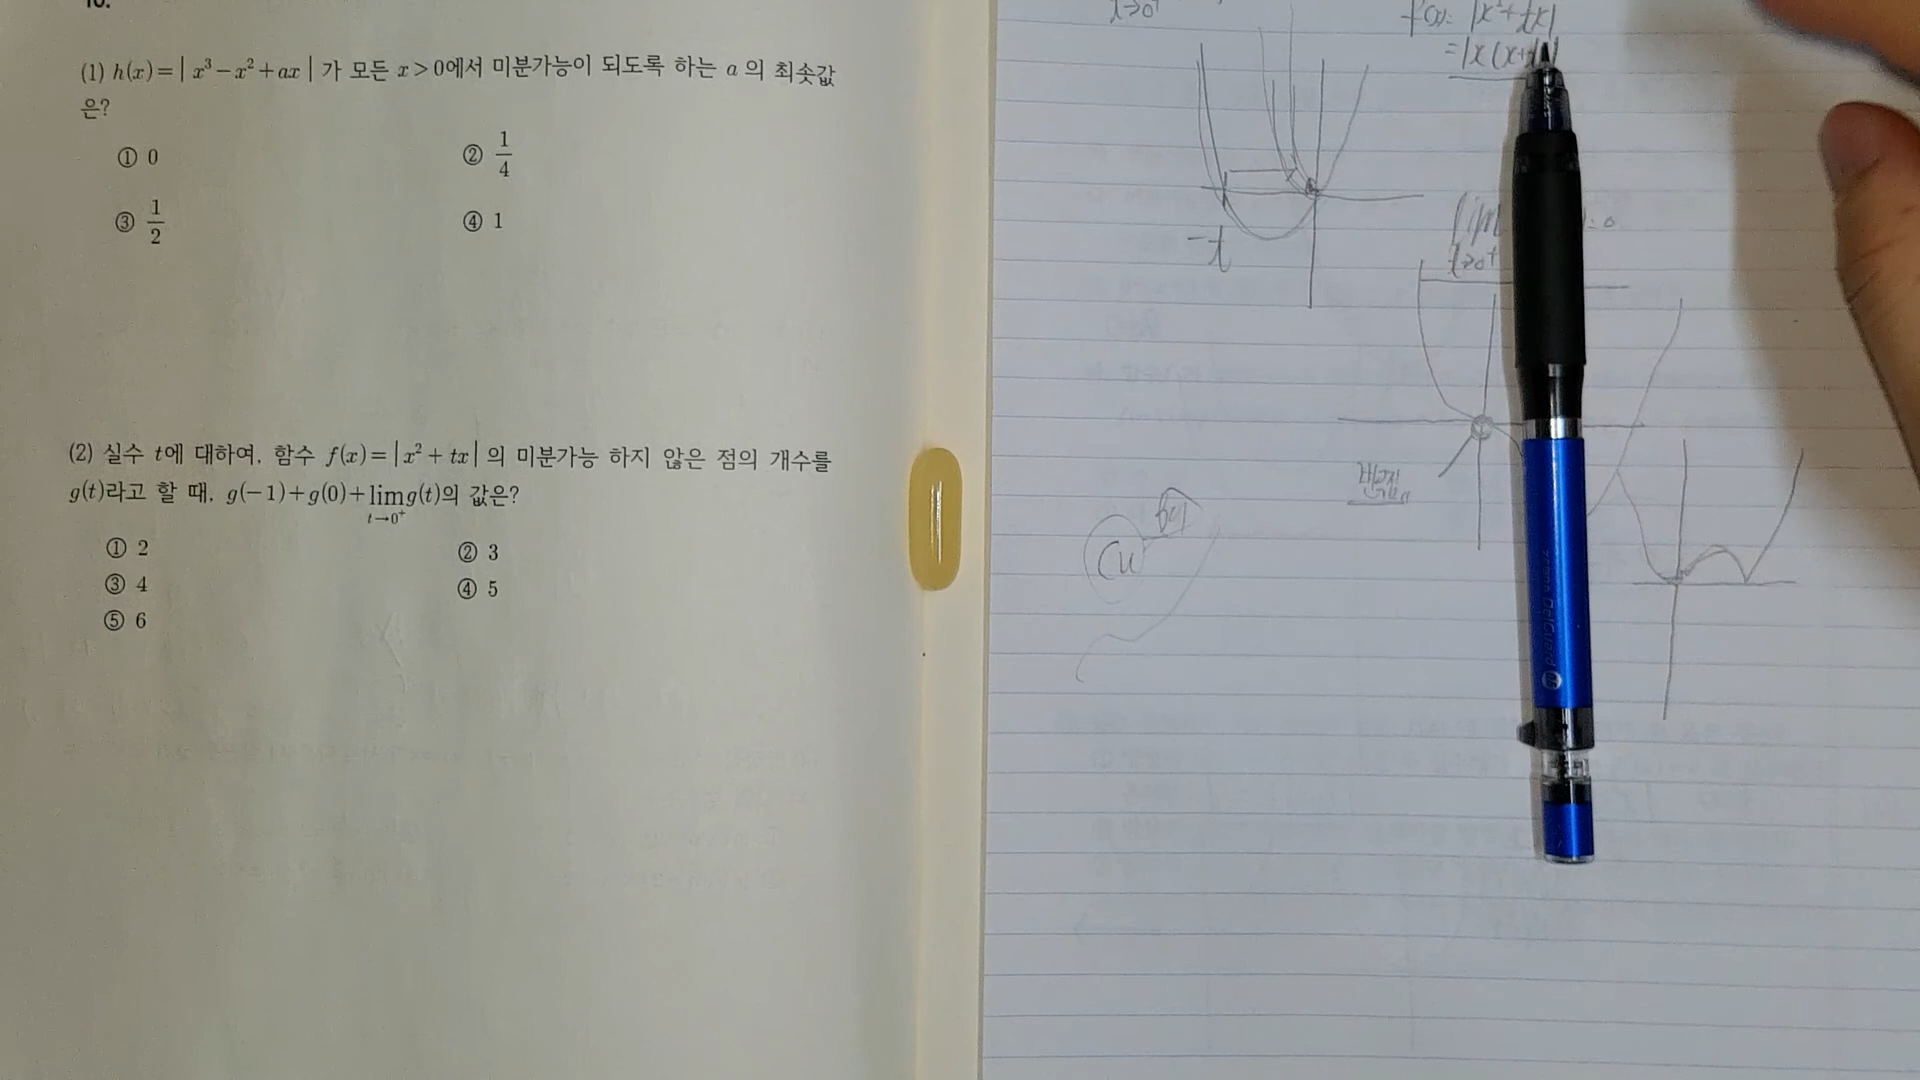 (1) h(x)=| x³-x²+ax | 가 모든 x>0에서 미분가능이 되도록 하는 a 의 최솟값
은?
① 0 ② 1/4
③ 1/2 ④ 1
(2) 실수 t에 대하여, 함수 f(x)=|x²+tx| 의 미분가능 하지 않은 점의 개수를
g(t)라고 할 때, g(-1)+g(0)+lim g(t)의 값은?
t→0⁺
① 2 ② 3
③ 4 ④ 5
⑤ 6
t→0⁺
f(x)= |x²+tx|
-t
t→0⁺
Cu